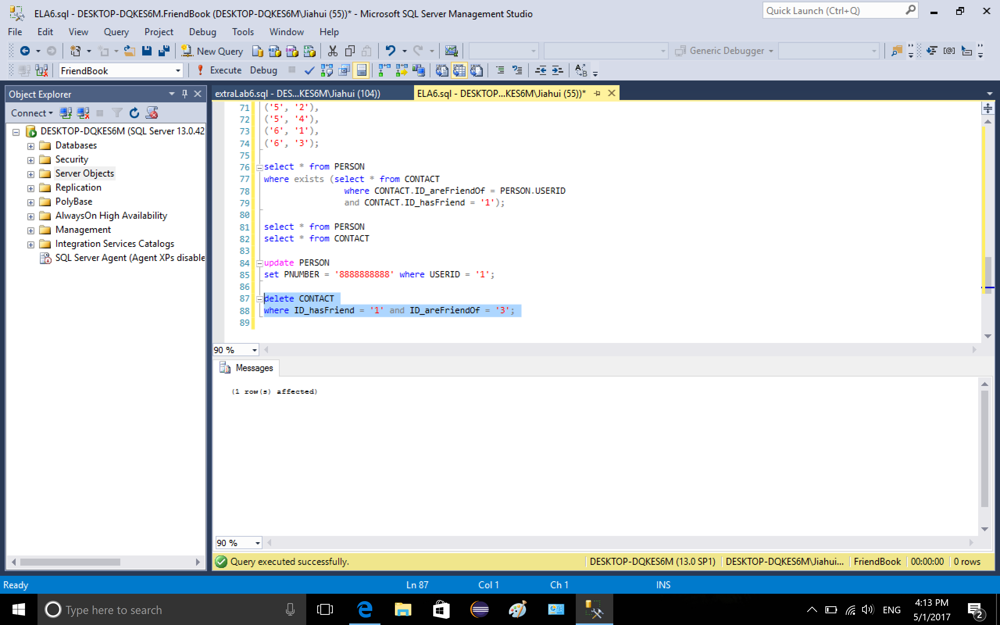 ELA6.sql - DESKTOP-DQKES6M.FriendBook (DESKTOP-DQKES6M\Jiahui (55))* - Microsoft SQL Server Management Studio
Quick Launch (Ctrl+Q)
File Edit View Query Project Debug Tools Window Help
New Query
Generic Debugger
FriendBook
Execute Debug
Object Explorer
Connect
DESKTOP-DQKES6M (SQL Server 13.0.42
Databases
Security
Server Objects
Replication
PolyBase
AlwaysOn High Availability
Management
Integration Services Catalogs
SQL Server Agent (Agent XPs disable
extraLab6.sql - DES...KES6M\Jiahui (104))
ELA6.sql - DESKTOP...KES6M\Jiahui (55))*
71 ('5', '2'),
72 ('5', '4'),
73 ('6', '1'),
74 ('6', '3');
75
76 select * from PERSON
77 where exists (select * from CONTACT
78 where CONTACT.ID_areFriendOf = PERSON.USERID
79 and CONTACT.ID_hasFriend = '1');
80
81 select * from PERSON
82 select * from CONTACT
83
84 update PERSON
85 set PNUMBER = '8888888888' where USERID = '1';
86
87 delete CONTACT
88 where ID_hasFriend = '1' and ID_areFriendOf = '3';
89
90 %
Messages
(1 row(s) affected)
90 %
Query executed successfully.
DESKTOP-DQKES6M (13.0 SP1) DESKTOP-DQKES6M\Jiahui... FriendBook 00:00:00 0 rows
Ready Ln 87 Col 1 Ch 1 INS
Type here to search
ENG
4:13 PM
5/1/2017
2